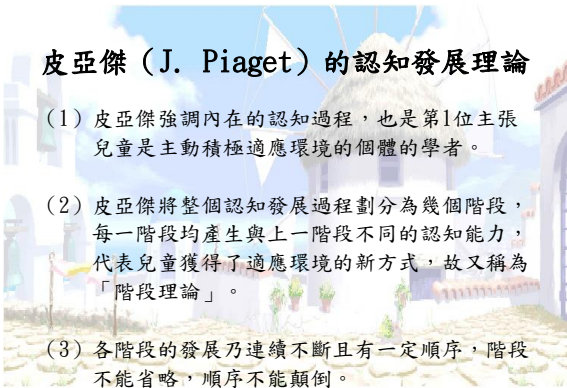 皮亞傑（J. Piaget）的認知發展理論
（1）皮亞傑強調內在的認知過程，也是第1位主張
兒童是主動積極適應環境的個體的學者。
（2）皮亞傑將整個認知發展過程劃分為幾個階段，
每一階段均產生與上一階段不同的認知能力，
代表兒童獲得了適應環境的新方式，故又稱為
「階段理論」。
（3）各階段的發展乃連續不斷且有一定順序，階段
不能省略，順序不能顛倒。